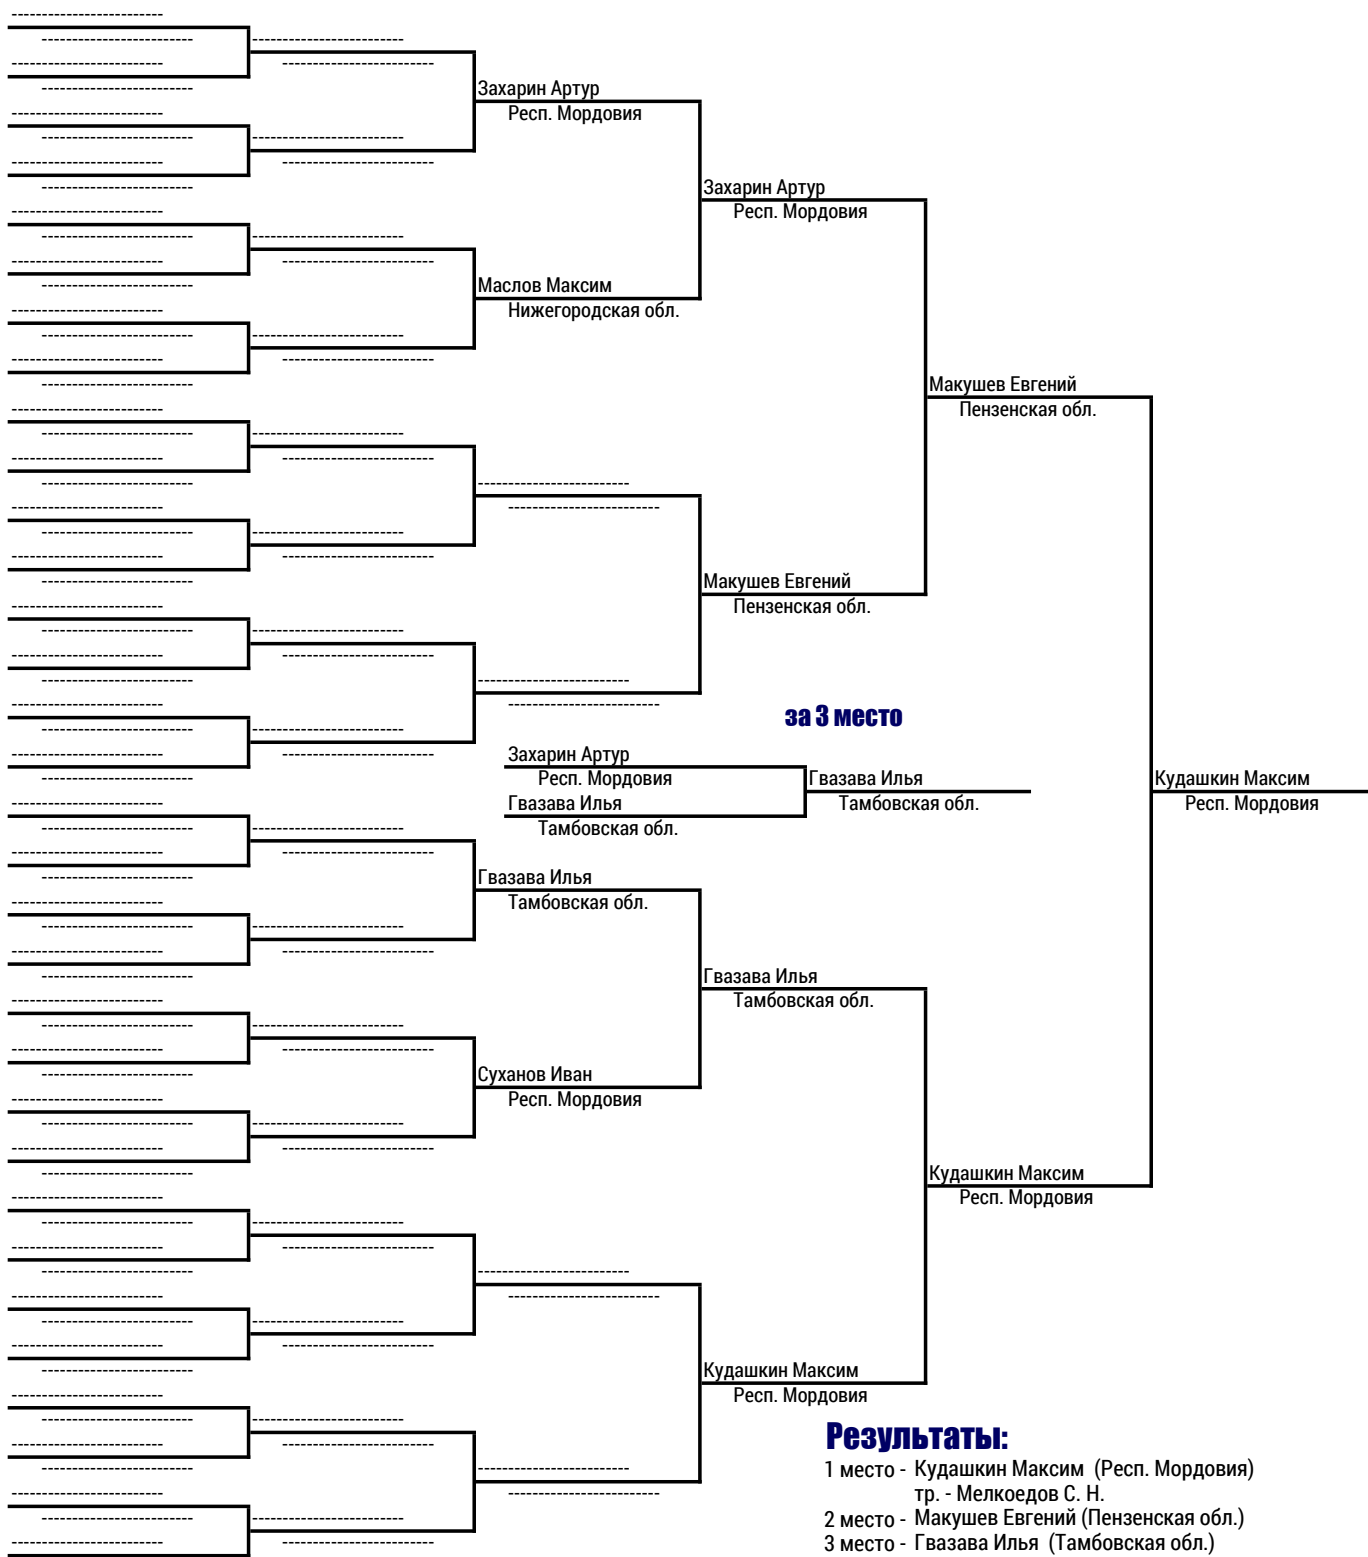 Захарин Артур
Респ. Мордовия
Захарин Артур
Респ. Мордовия
Маслов Максим
Нижегородская обл.
Макушев Евгений
Пензенская обл.
Макушев Евгений
Пензенская обл.
за 3 место
Захарин Артур
Респ. Мордовия
Гвазава Илья
Тамбовская обл.
Гвазава Илья
Тамбовская обл.
Кудашкин Максим
Респ. Мордовия
Гвазава Илья
Тамбовская обл.
Гвазава Илья
Тамбовская обл.
Суханов Иван
Респ. Мордовия
Кудашкин Максим
Респ. Мордовия
Кудашкин Максим
Респ. Мордовия
Результаты:
1 место - Кудашкин Максим (Респ. Мордовия)
тр. - Мелкоедов С. Н.
2 место - Макушев Евгений (Пензенская обл.)
3 место - Гвазава Илья (Тамбовская обл.)